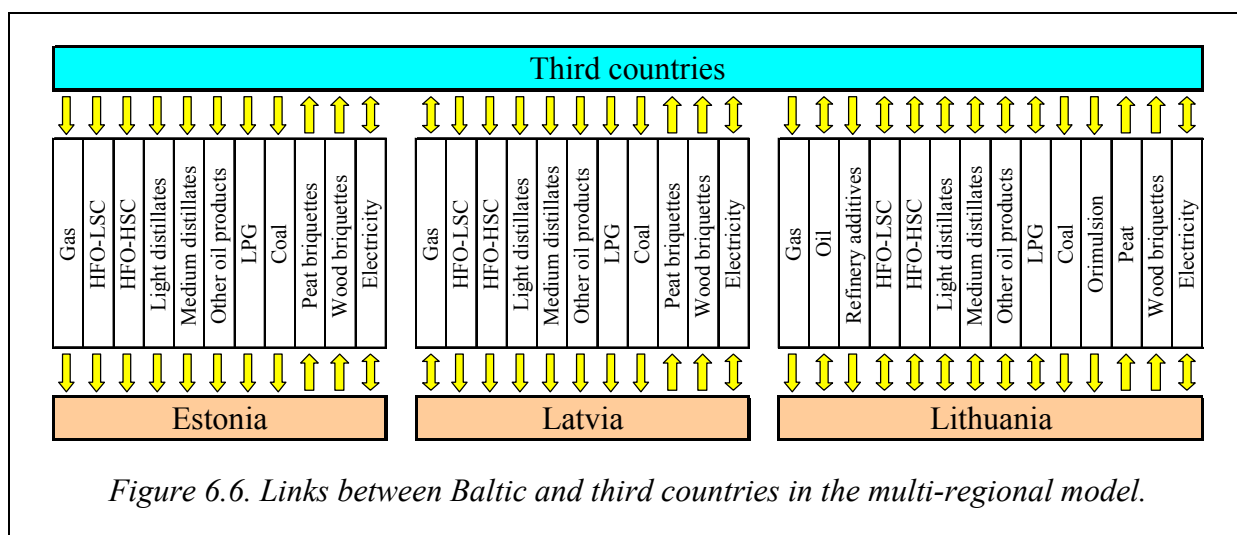 Third countries
Gas
HFO-LSC
HFO-HSC
Light distillates
Medium distillates
Other oil products
LPG
Coal
Peat briquettes
Wood briquettes
Electricity
Gas
HFO-LSC
HFO-HSC
Light distillates
Medium distillates
Other oil products
LPG
Coal
Peat briquettes
Wood briquettes
Electricity
Gas
Oil
Refinery additives
HFO-LSC
HFO-HSC
Light distillates
Medium distillates
Other oil products
LPG
Coal
Orimulsion
Peat
Wood briquettes
Electricity
Estonia
Latvia
Lithuania
Figure 6.6. Links between Baltic and third countries in the multi-regional model.